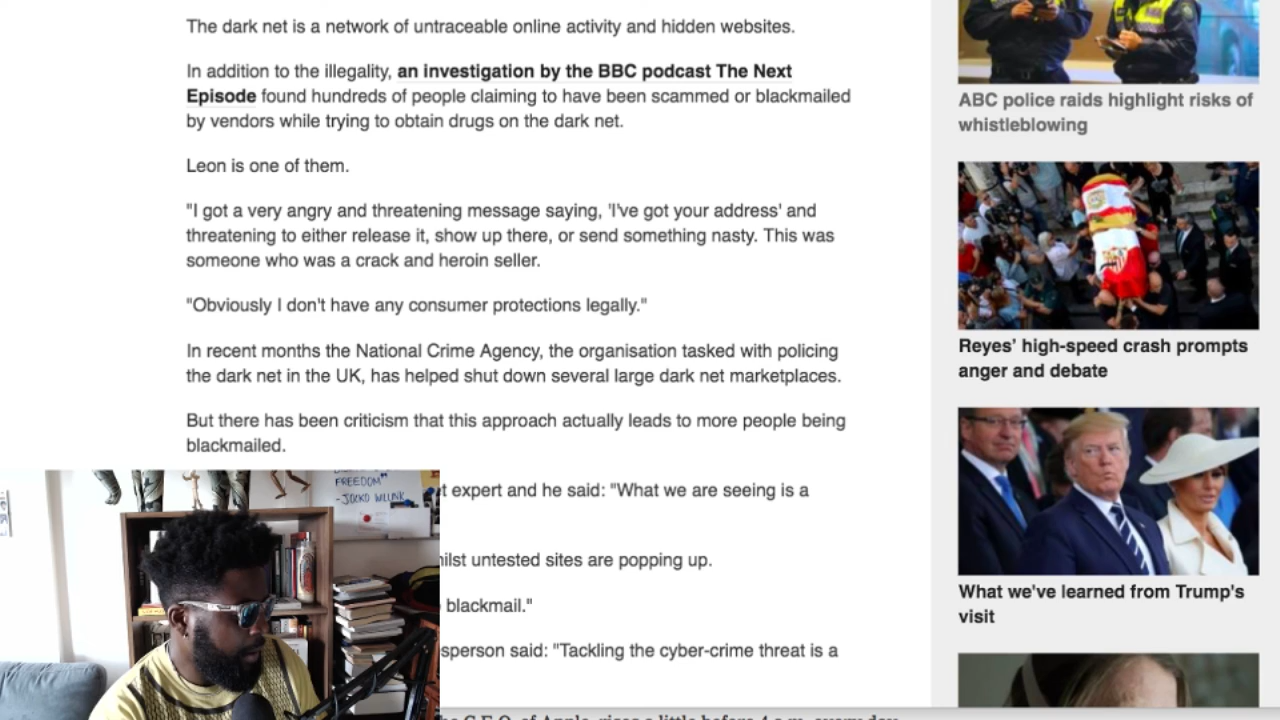 The dark net is a network of untraceable online activity and hidden websites.
In addition to the illegality, an investigation by the BBC podcast The Next
Episode found hundreds of people claiming to have been scammed or blackmailed
by vendors while trying to obtain drugs on the dark net.
Leon is one of them.
"I got a very angry and threatening message saying, 'I've got your address' and
threatening to either release it, show up there, or send something nasty. This was
someone who was a crack and heroin seller.
"Obviously I don't have any consumer protections legally."
In recent months the National Crime Agency, the organisation tasked with policing
the dark net in the UK, has helped shut down several large dark net marketplaces.
But there has been criticism that this approach actually leads to more people being
blackmailed.
expert and he said: "What we are seeing is a
untested sites are popping up.
blackmail."
said: "Tackling the cyber-crime threat is a
C.E.O. of Apple, rises a little before 4 a.m. every day
FREEDOM"
-JOCKO WILLINK
ABC police raids highlight risks of
whistleblowing
Reyes' high-speed crash prompts
anger and debate
What we've learned from Trump's
visit